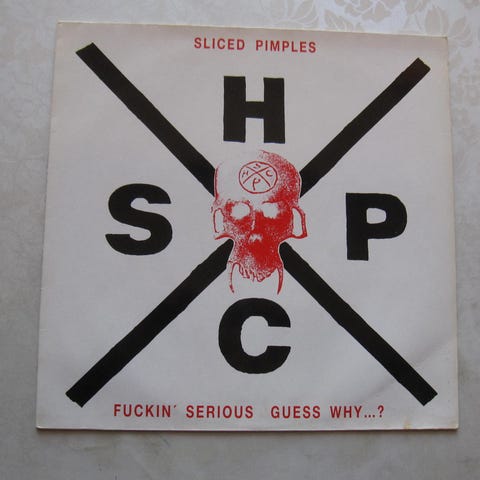 SLICED PIMPLES
H
S P
C
S
H C
P
FUCKIN´ SERIOUS GUESS WHY...?